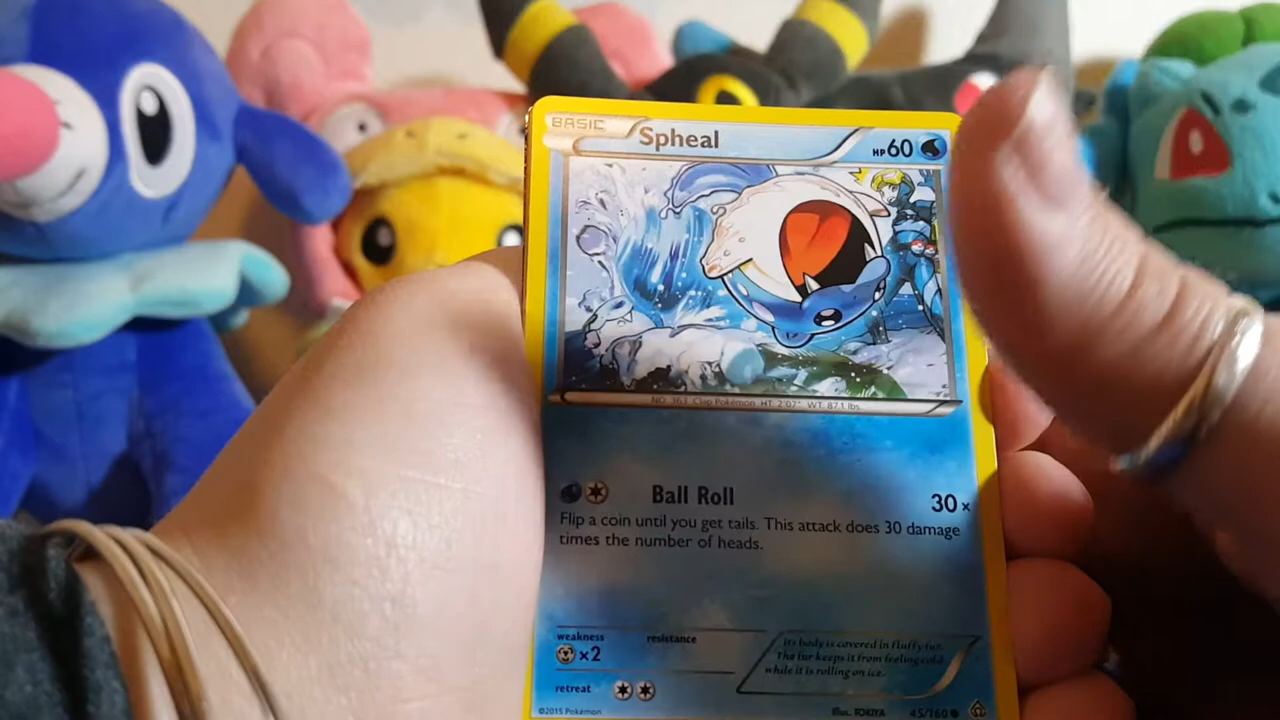 BASIC
Spheal
HP 60
NO. 363 Clap Pokémon HT. 2'07" WT. 87.1 lbs.
Ball Roll 30×
Flip a coin until you get tails. This attack does 30 damage
times the number of heads.
weakness resistance
×2
Its body is covered in fluffy fur.
The fur keeps it from feeling cold
while it is rolling on ice.
retreat
©2015 Pokémon
Illus. TOKIYA
45/160